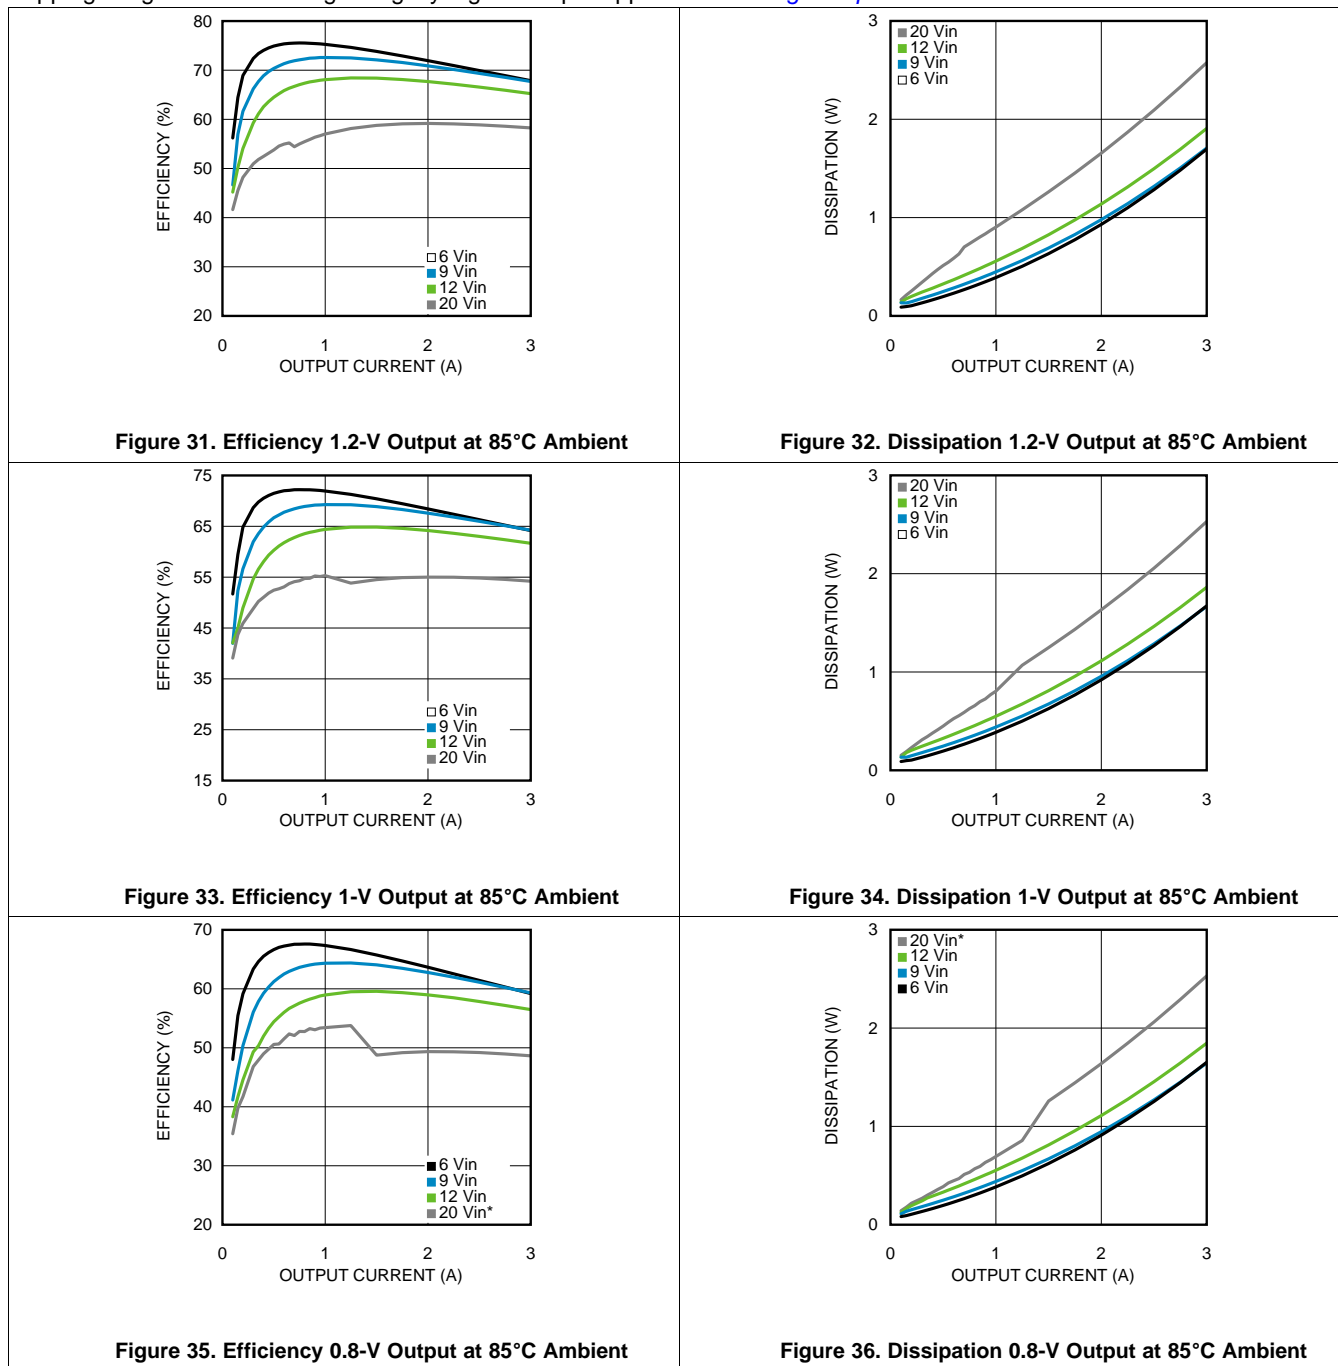 80
70
60
50
40
30
20
EFFICIENCY (%)
6 Vin
9 Vin
12 Vin
20 Vin
0 1 2 3
OUTPUT CURRENT (A)
Figure 31. Efficiency 1.2-V Output at 85°C Ambient
3
2
1
0
DISSIPATION (W)
20 Vin
12 Vin
9 Vin
6 Vin
0 1 2 3
OUTPUT CURRENT (A)
Figure 32. Dissipation 1.2-V Output at 85°C Ambient
75
65
55
45
35
25
15
EFFICIENCY (%)
6 Vin
9 Vin
12 Vin
20 Vin
0 1 2 3
OUTPUT CURRENT (A)
Figure 33. Efficiency 1-V Output at 85°C Ambient
3
2
1
0
DISSIPATION (W)
20 Vin
12 Vin
9 Vin
6 Vin
0 1 2 3
OUTPUT CURRENT (A)
Figure 34. Dissipation 1-V Output at 85°C Ambient
70
60
50
40
30
20
EFFICIENCY (%)
6 Vin
9 Vin
12 Vin
20 Vin*
0 1 2 3
OUTPUT CURRENT (A)
Figure 35. Efficiency 0.8-V Output at 85°C Ambient
3
2
1
0
DISSIPATION (W)
20 Vin*
12 Vin
9 Vin
6 Vin
0 1 2 3
OUTPUT CURRENT (A)
Figure 36. Dissipation 0.8-V Output at 85°C Ambient